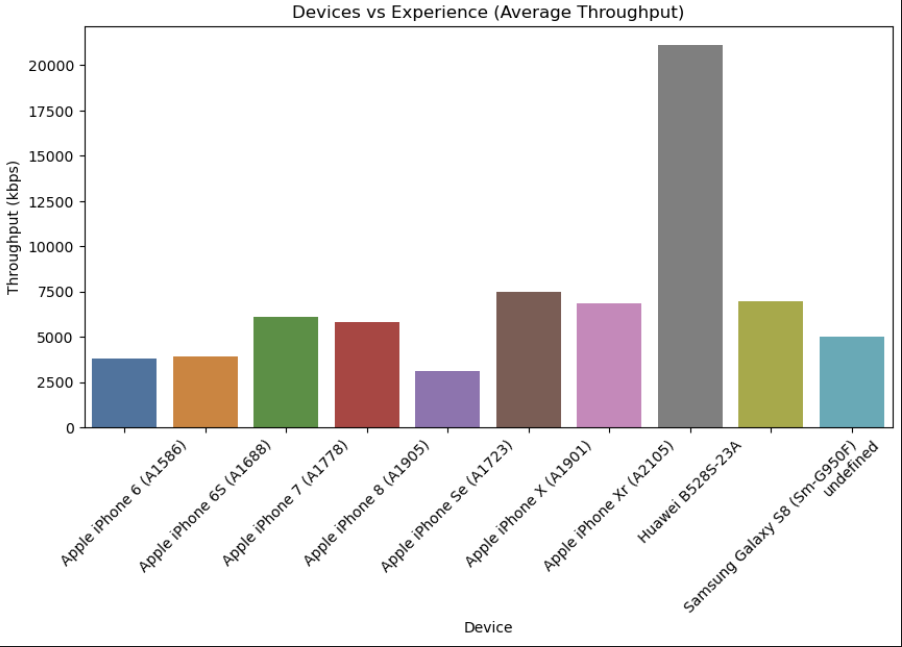 Devices vs Experience (Average Throughput)
Throughput (kbps)
20000
17500
15000
12500
10000
7500
5000
2500
0
Apple iPhone 6 (A1586)
Apple iPhone 6S (A1688)
Apple iPhone 7 (A1778)
Apple iPhone 8 (A1905)
Apple iPhone Se (A1723)
Apple iPhone X (A1901)
Apple iPhone Xr (A2105)
Huawei B528S-23A
Samsung Galaxy S8 (Sm-G950F)
undefined
Device